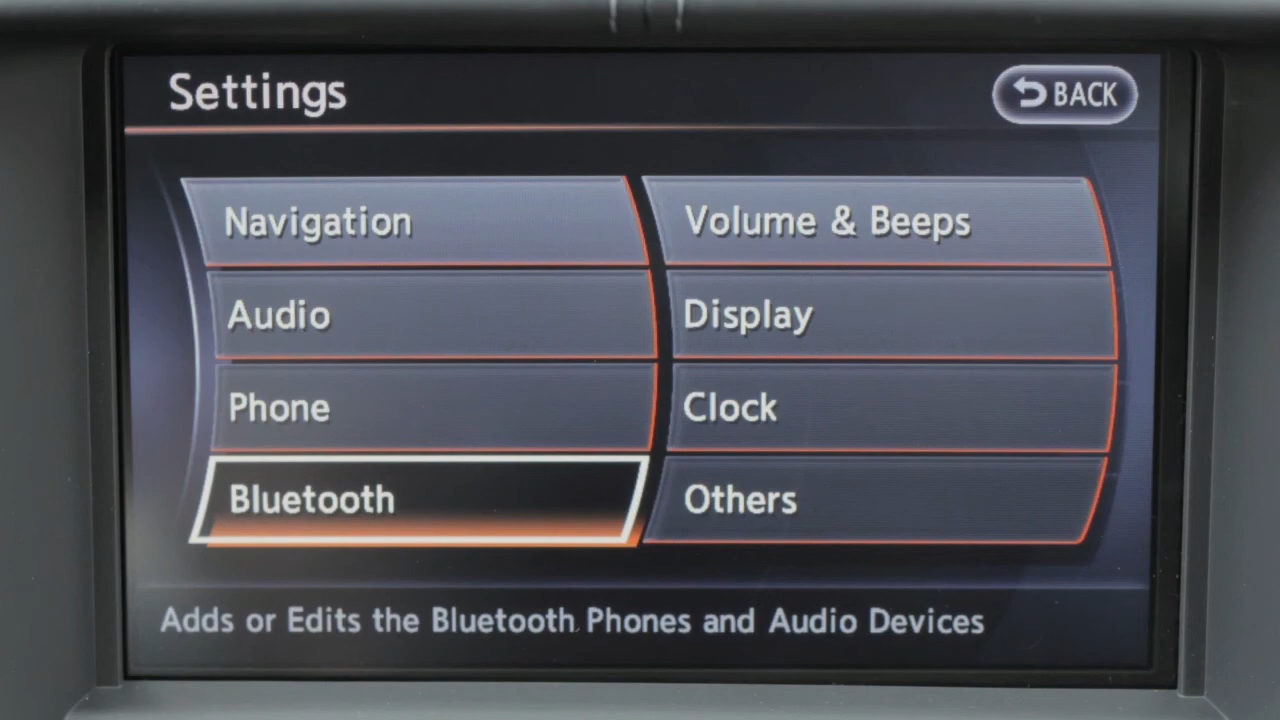 Settings
BACK
Navigation
Volume & Beeps
Audio
Display
Phone
Clock
Bluetooth
Others
Adds or Edits the Bluetooth Phones and Audio Devices